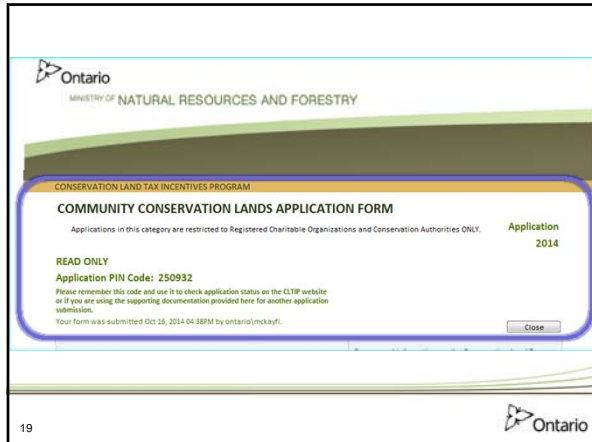 Ontario
MINISTRY OF NATURAL RESOURCES AND FORESTRY
CONSERVATION LAND TAX INCENTIVES PROGRAM
COMMUNITY CONSERVATION LANDS APPLICATION FORM
Applications in this category are restricted to Registered Charitable Organizations and Conservation Authorities ONLY.
Application
2014
READ ONLY
Application PIN Code: 250932
Please remember this code and use it to check application status on the CLTIP website
or if you are using the supporting documentation provided here for another application
submission.
Your form was submitted Oct 16, 2014 04:38PM by ontario\mckayfi.
Close
19
Ontario